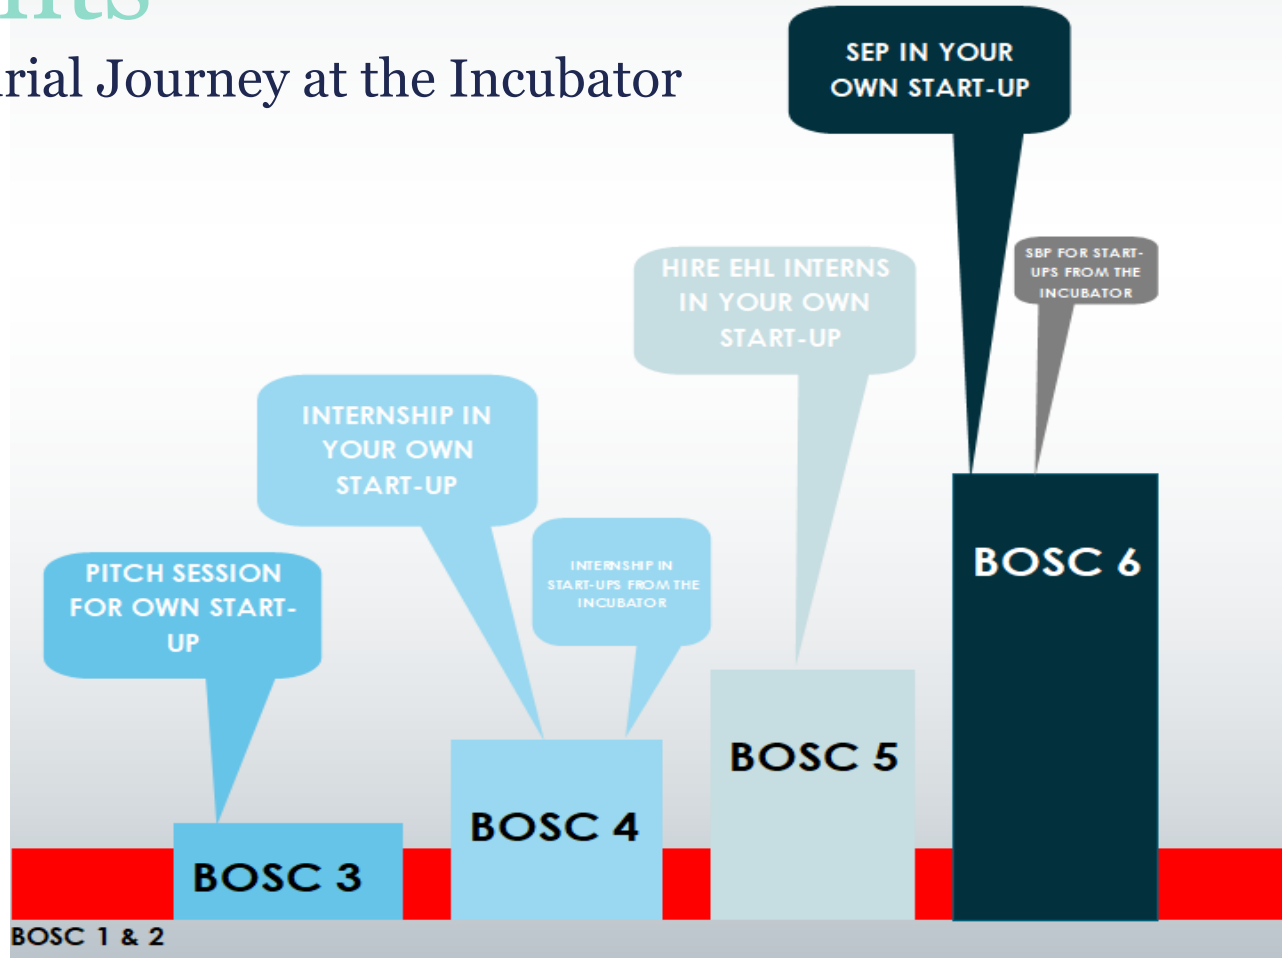 rial Journey at the Incubator
SEP IN YOUR
OWN START-UP
SBP FOR START-
UPS FROM THE
INCUBATOR
HIRE EHL INTERNS
IN YOUR OWN
START-UP
INTERNSHIP IN
YOUR OWN
START-UP
INTERNSHIP IN
START-UPS FROM THE
INCUBATOR
PITCH SESSION
FOR OWN START-
UP
BOSC 6
BOSC 5
BOSC 4
BOSC 3
BOSC 1 & 2